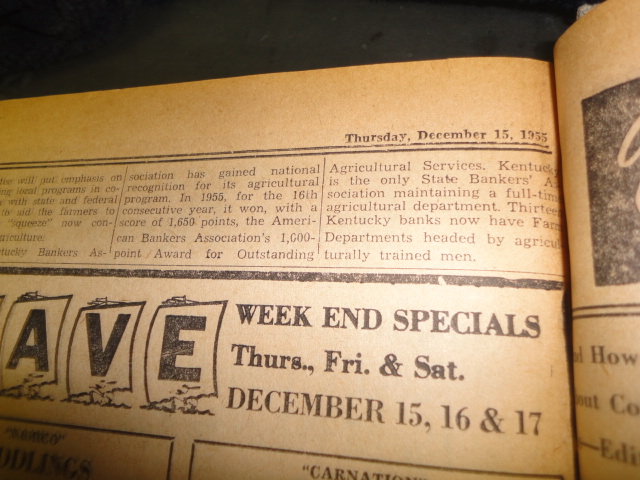 Thursday, December 15, 1955
will put emphasis on
local programs in co-
with state and federal
to aid the farmers to
"squeeze" now con-
Bankers As-
sociation has gained national
recognition for its agricultural
program. In 1955, for the 16th
consecutive year, it won, with a
score of 1,650 points, the Ameri-
can Bankers Association's 1,000-
point Award for Outstanding
Agricultural Services. Kentucky
is the only State Bankers' As
sociation maintaining a full-time
agricultural department. Thirteen
Kentucky banks now have Farm
Departments headed by agricul
turally trained men.
AVE
WEEK END SPECIALS
Thurs., Fri. & Sat.
DECEMBER 15, 16 & 17
"CARNATION"
How
Edi